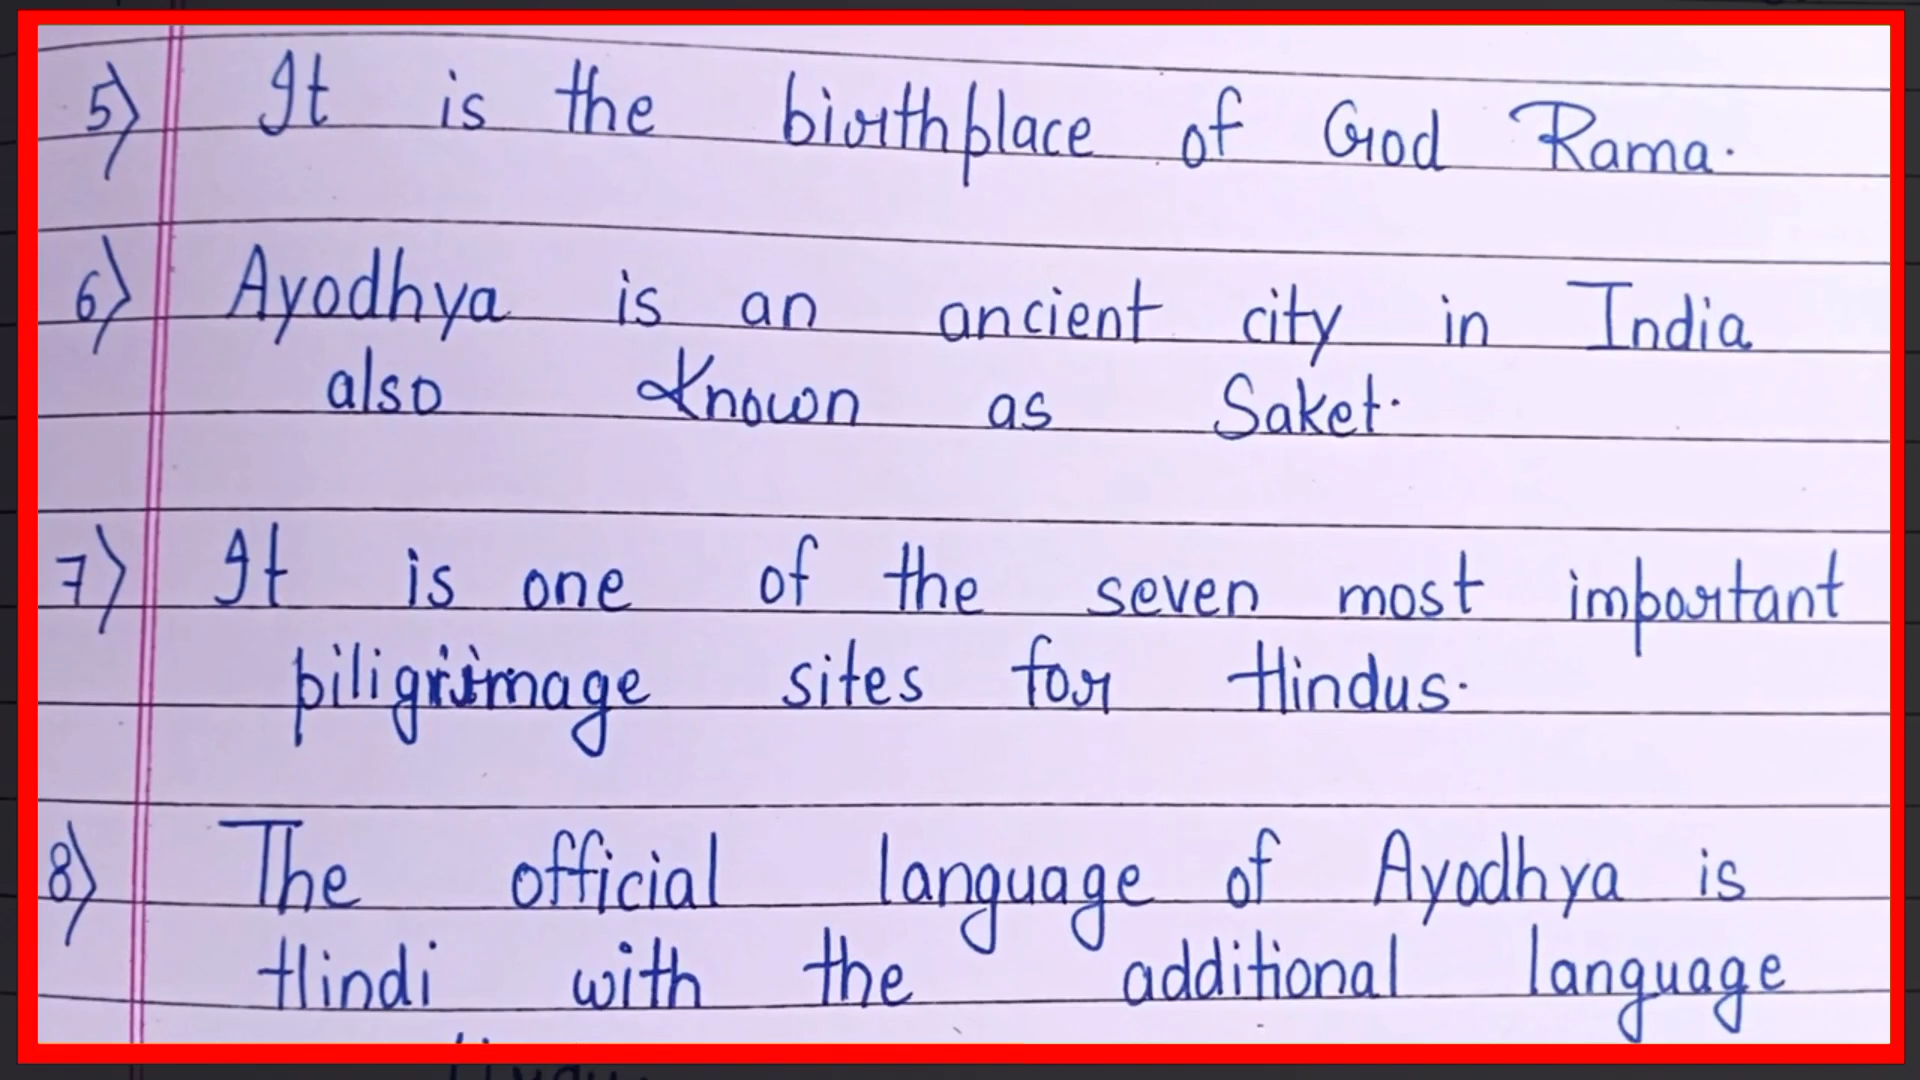 5) It is the birthplace of God Rama.
6) Ayodhya is an ancient city in India
also Known as Saket.
7) It is one of the seven most important
piligrimage sites for Hindus.
8) The official language of Ayodhya is
Hindi with the additional language